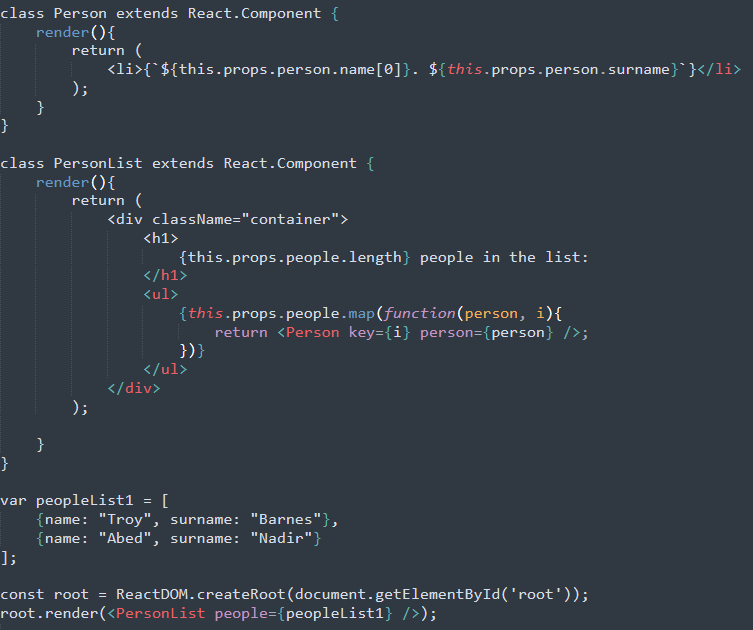 class Person extends React.Component {
    render(){
        return (
            <li>{`${this.props.person.name[0]}. ${this.props.person.surname}`}</li>
        );
    }
}

class PersonList extends React.Component {
    render(){
        return (
            <div className="container">
                <h1>
                    {this.props.people.length} people in the list:
                </h1>
                <ul>
                    {this.props.people.map(function(person, i){
                        return <Person key={i} person={person} />;
                    })}
                </ul>
            </div>
        );

    }
}

var peopleList1 = [
    {name: "Troy", surname: "Barnes"},
    {name: "Abed", surname: "Nadir"}
];

const root = ReactDOM.createRoot(document.getElementById('root'));
root.render(<PersonList people={peopleList1} />);